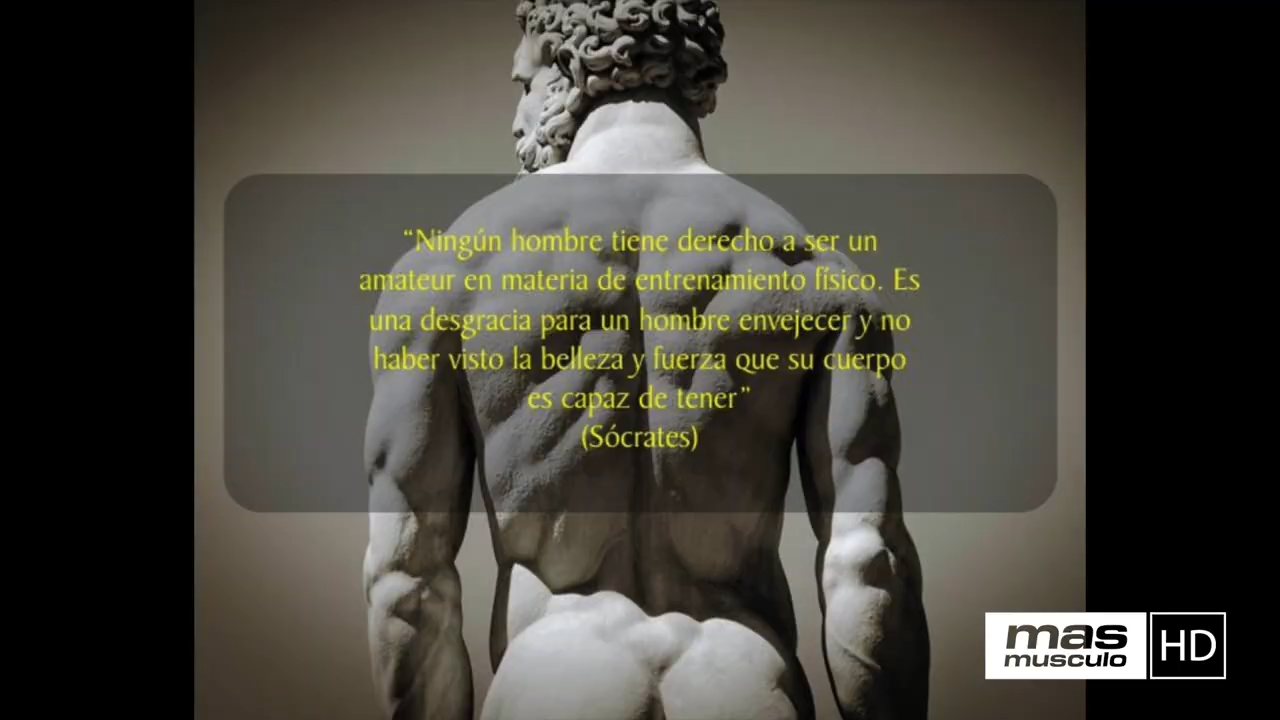 “Ningún hombre tiene derecho a ser un
amateur en materia de entrenamiento físico. Es
una desgracia para un hombre envejecer y no
haber visto la belleza y fuerza que su cuerpo
es capaz de tener”
(Sócrates)
mas
musculo
HD